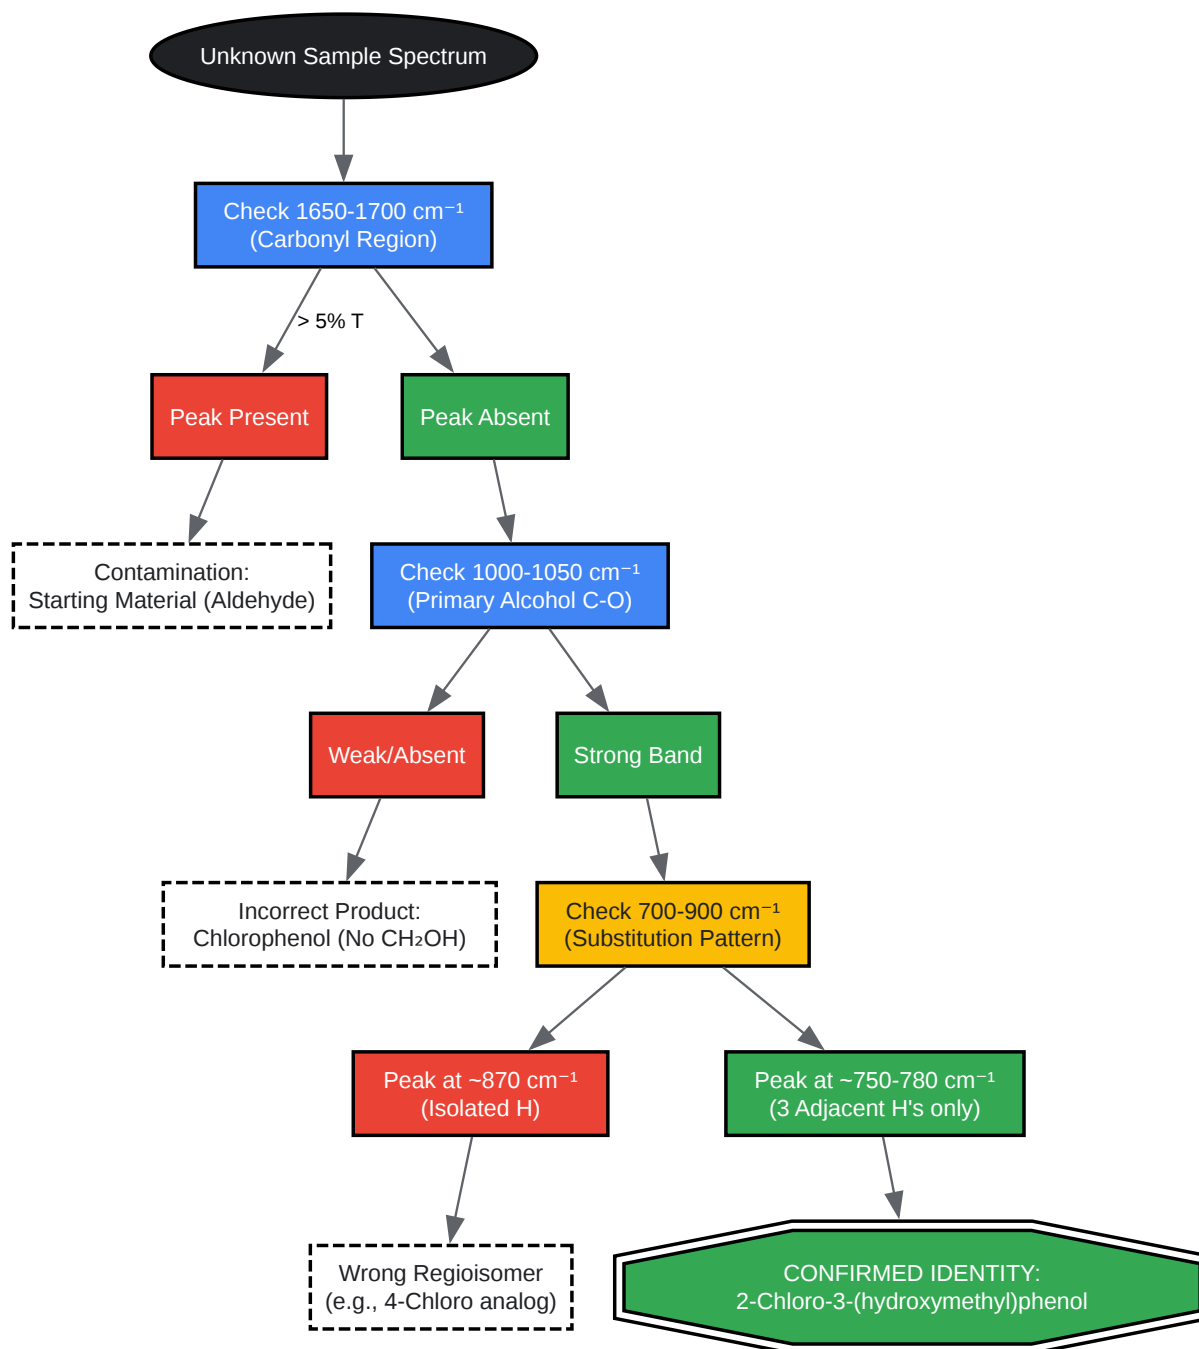 Unknown Sample Spectrum
Check 1650-1700 cm⁻¹
(Carbonyl Region)
> 5% T
Peak Present
Peak Absent
Contamination:
Starting Material (Aldehyde)
Check 1000-1050 cm⁻¹
(Primary Alcohol C-O)
Weak/Absent
Strong Band
Incorrect Product:
Chlorophenol (No CH₂OH)
Check 700-900 cm⁻¹
(Substitution Pattern)
Peak at ~870 cm⁻¹
(Isolated H)
Peak at ~750-780 cm⁻¹
(3 Adjacent H's only)
Wrong Regioisomer
(e.g., 4-Chloro analog)
CONFIRMED IDENTITY:
2-Chloro-3-(hydroxymethyl)phenol